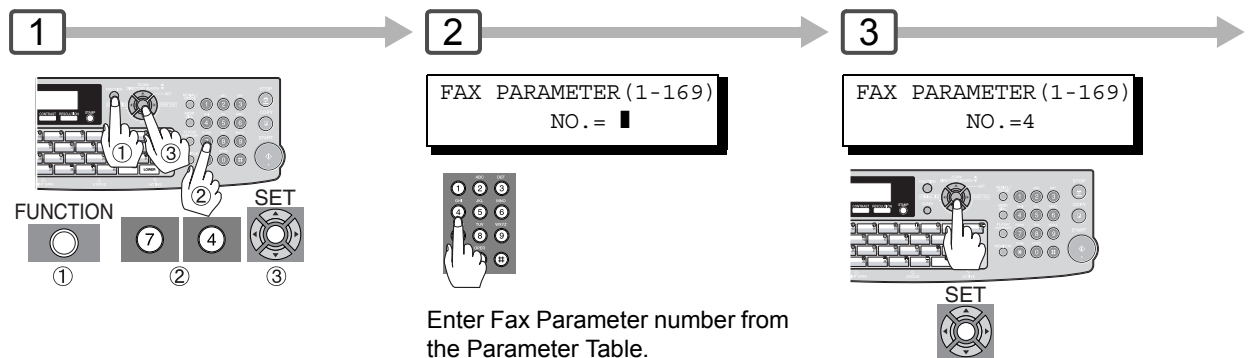 1
FUNCTION
7 4
SET
① ② ③
2
FAX PARAMETER(1-169)
NO.= ▮
Enter Fax Parameter number from
the Parameter Table.
3
FAX PARAMETER(1-169)
NO.=4
SET